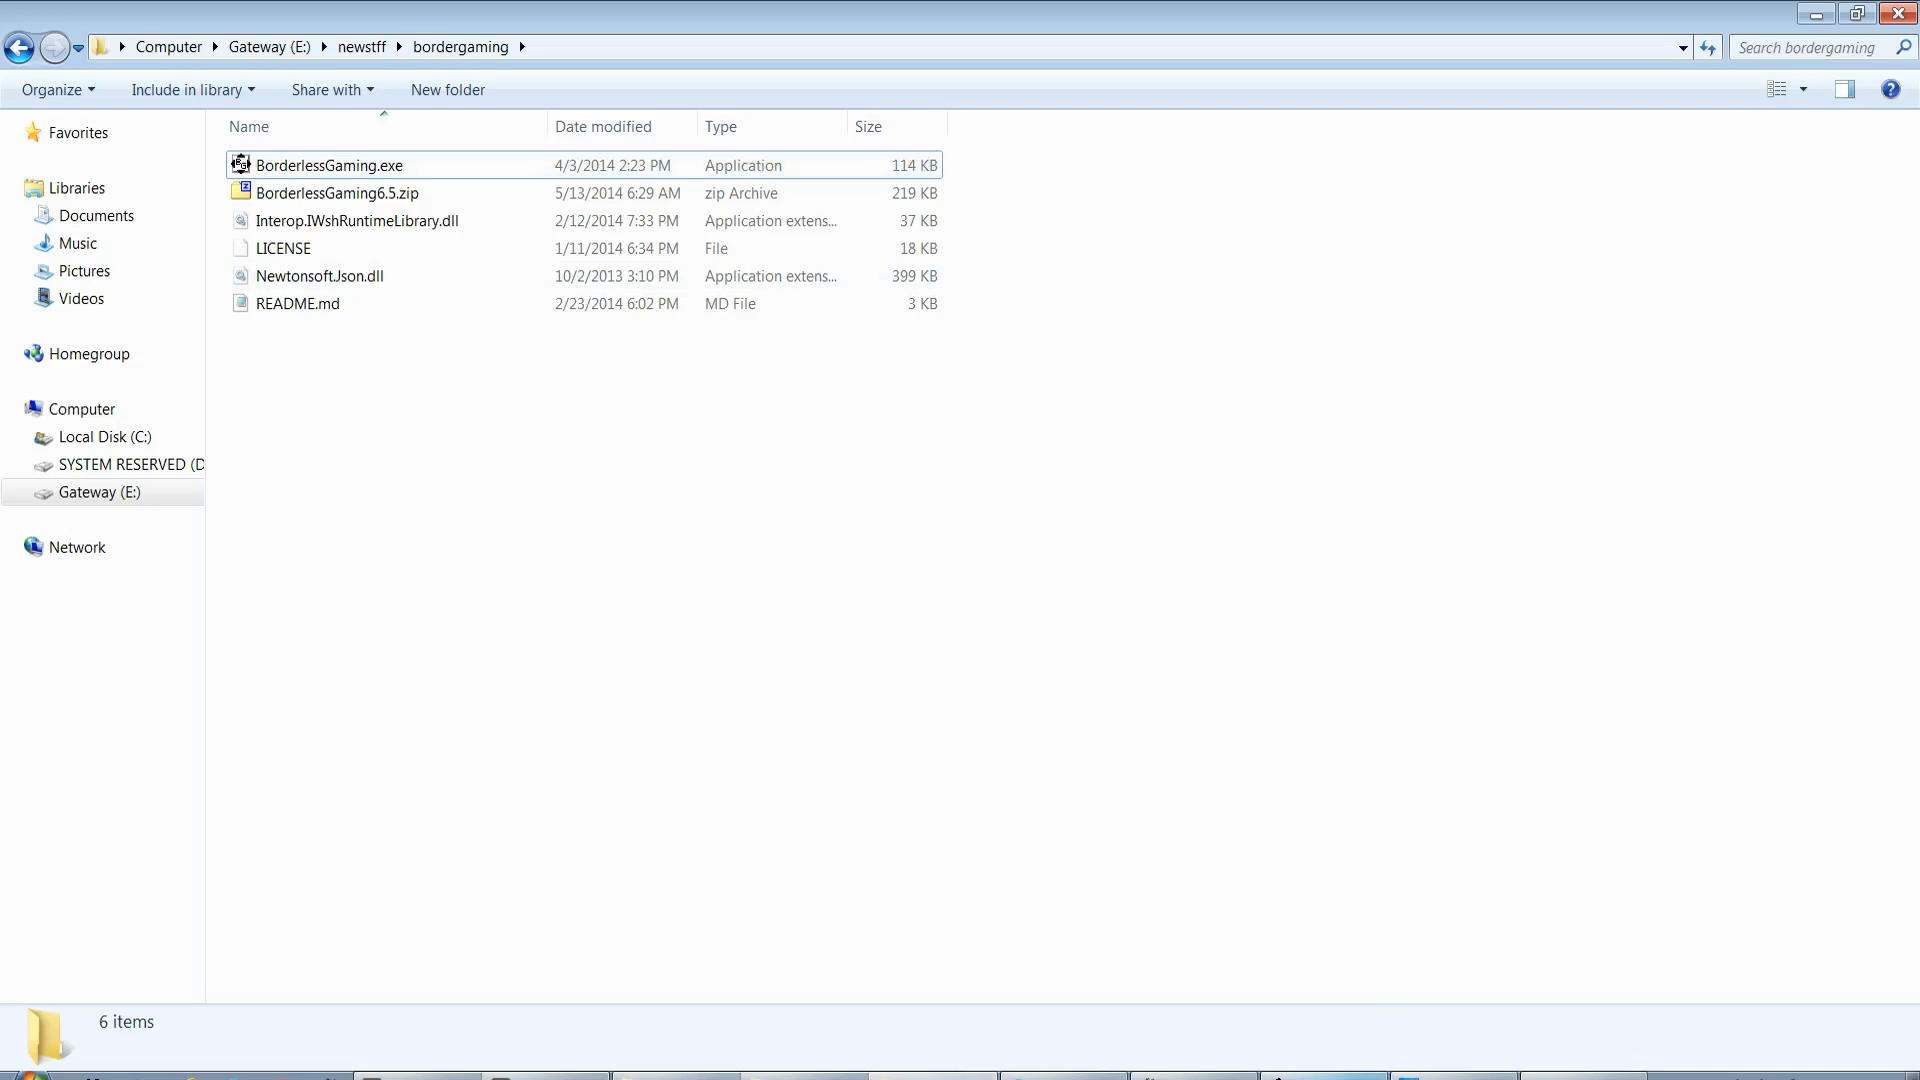 Computer Gateway (E:) newstff bordergaming Search bordergaming
Organize Include in library Share with New folder
Favorites
Libraries
Documents
Music
Pictures
Videos
Homegroup
Computer
Local Disk (C:)
SYSTEM RESERVED (D
Gateway (E:)
Network
Name Date modified Type Size
BorderlessGaming.exe 4/3/2014 2:23 PM Application 114 KB
BorderlessGaming6.5.zip 5/13/2014 6:29 AM zip Archive 219 KB
Interop.IWshRuntimeLibrary.dll 2/12/2014 7:33 PM Application extens... 37 KB
LICENSE 1/11/2014 6:34 PM File 18 KB
Newtonsoft.Json.dll 10/2/2013 3:10 PM Application extens... 399 KB
README.md 2/23/2014 6:02 PM MD File 3 KB
6 items